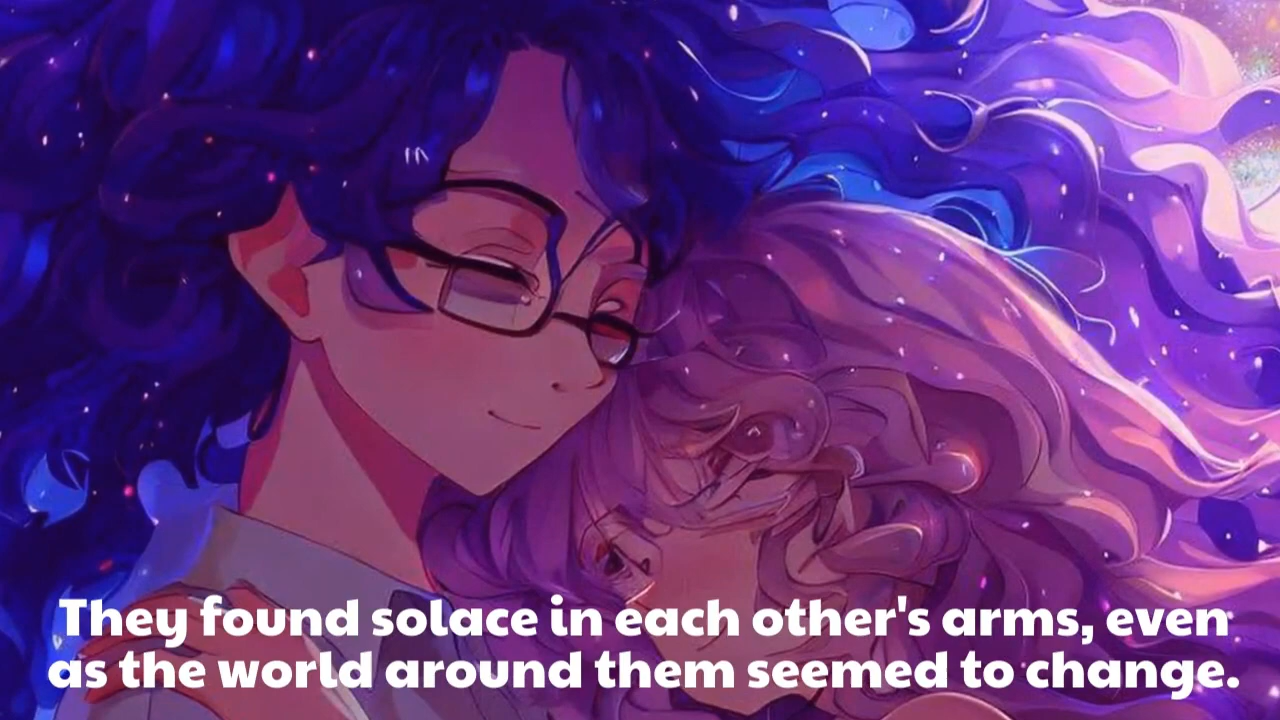 They found solace in each other's arms, even
as the world around them seemed to change.